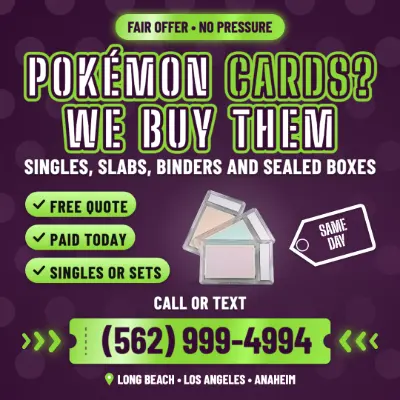 FAIR OFFER • NO PRESSURE
POKÉMON CARDS?
WE BUY THEM
SINGLES, SLABS, BINDERS AND SEALED BOXES
FREE QUOTE
PAID TODAY
SINGLES OR SETS
SAME
DAY
CALL OR TEXT
(562) 999-4994
LONG BEACH • LOS ANGELES • ANAHEIM